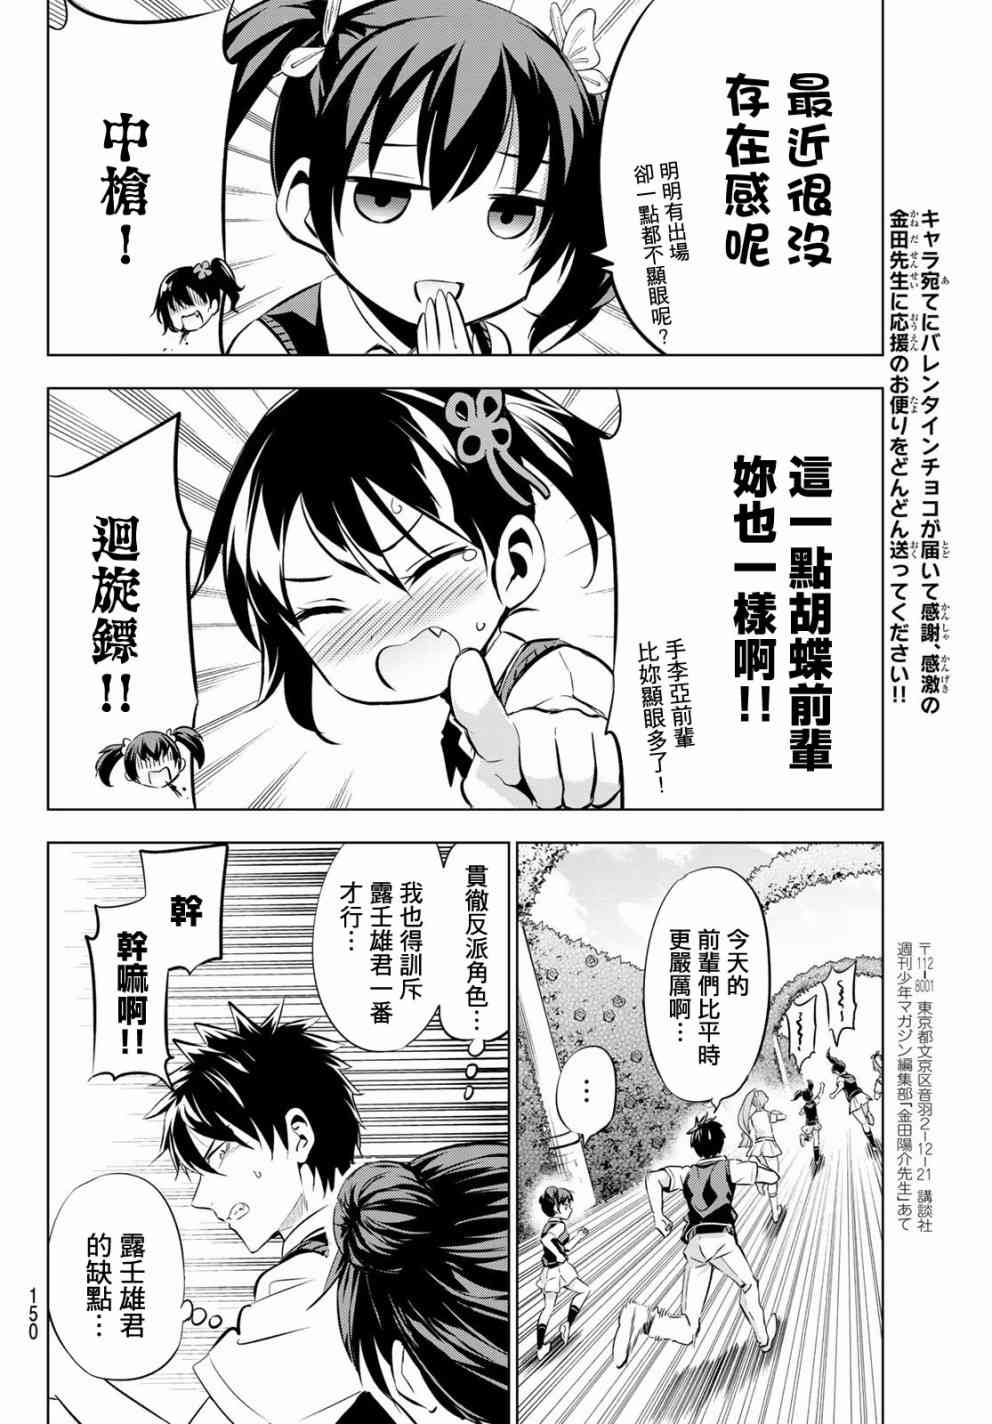 最近很沒
存在感呢
明明有出場
卻一點都不顯眼呢?
中槍!
這一點胡蝶前輩
妳也一樣啊!!
手李亞前輩
比妳顯眼多了!
迴旋鏢!!
今天的
前輩們比平時
更嚴厲啊…
…
貫徹反派角色…
我也得訓斥
露壬雄君一番
才行…
幹
幹嘛啊!!
露壬雄君
的缺點…
キャラ宛てにバレンタインチョコが届いて感謝、感激の
金田先生に応援のお便りをどんどん送ってください!!
〒112-8001 東京都文京区音羽2-12-21 講談社
週刊少年マガジン編集部「金田陽介先生」あて
150